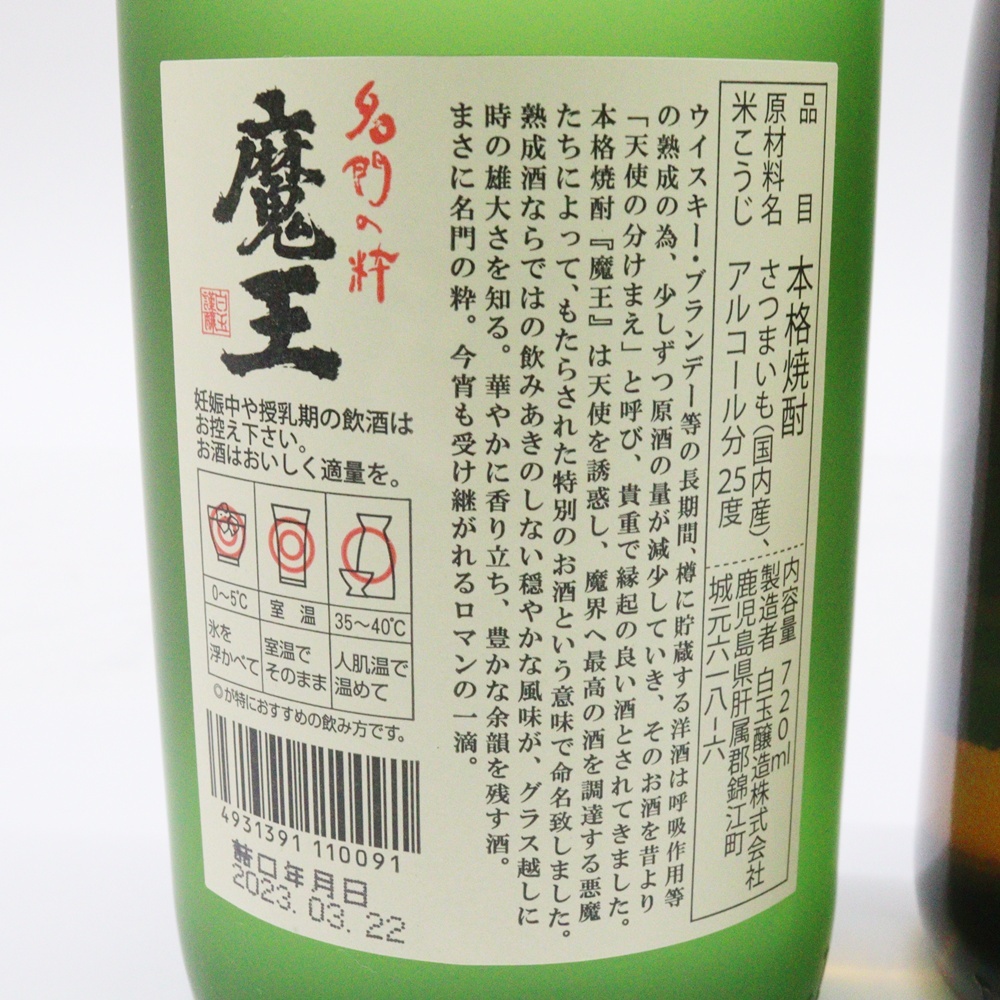 品目 本格焼酎
原材料名 さつまいも(国内産)、
米こうじ アルコール分 25度
内容量 720ml
製造者 白玉醸造株式会社
鹿児島県肝属郡錦江町
城元六一八-六
ウイスキー・ブランデー等の長期間、樽に貯蔵する洋酒は呼吸作用等
の熟成の為、少しずつ原酒の量が減少していき、そのお酒を昔より
「天使の分けまえ」と呼び、貴重で縁起の良い酒とされてきました。
本格焼酎『魔王』は天使を誘惑し、魔界へ最高の酒を調達する悪魔
たちによって、もたらされた特別のお酒という意味で命名致しました。
熟成酒ならではの飲みあきのしない穏やかな風味が、グラス越しに
時の雄大さを知る。華やかに香り立ち、豊かな余韻を残す酒。
まさに名門の粋。今宵も受け継がれるロマンの一滴。
名門の粋
魔王
白玉
謹醸
妊娠中や授乳期の飲酒は
お控え下さい。
お酒はおいしく適量を。
0〜5℃ 室温 35〜40℃
氷を 室温で 人肌温で
浮かべて そのまま 温めて
◎が特におすすめの飲み方です。
4931391 110091
詰口年月日
2023.03.22